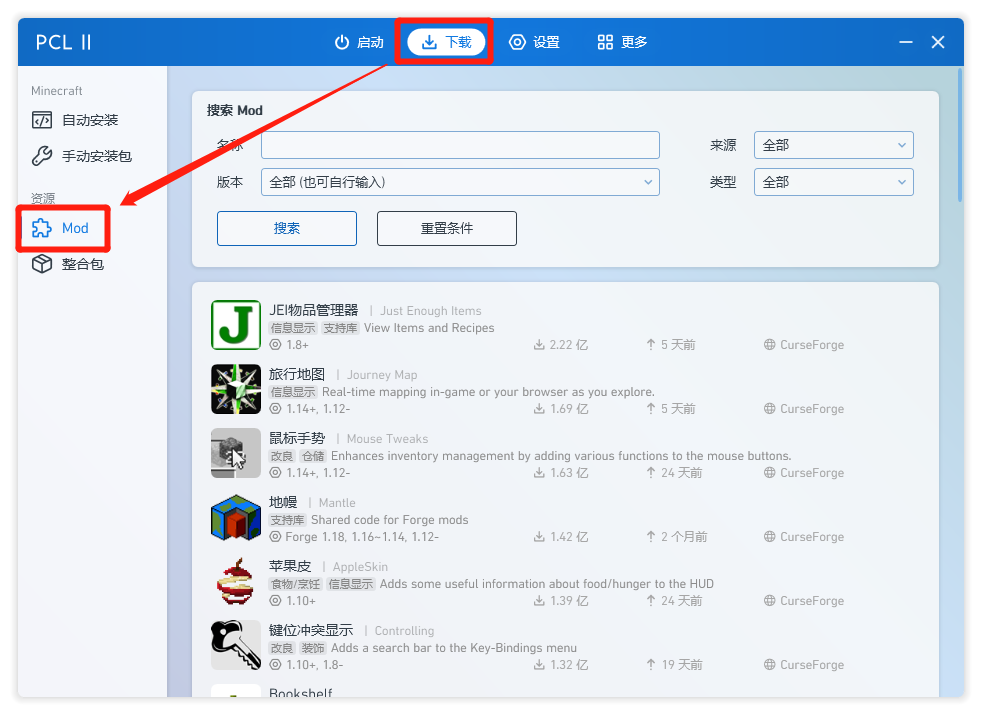 PCL II 启动 下载 设置 更多
Minecraft
自动安装
手动安装包
资源
Mod
整合包
搜索 Mod
名称 来源 全部
版本 全部 (也可自行输入) 类型 全部
搜索 重置条件
JEI物品管理器 | Just Enough Items
信息显示 支持库 View Items and Recipes
1.8+ 2.22 亿 5 天前 CurseForge
旅行地图 | Journey Map
信息显示 Real-time mapping in-game or your browser as you explore.
1.14+, 1.12- 1.69 亿 5 天前 CurseForge
鼠标手势 | Mouse Tweaks
改良 仓储 Enhances inventory management by adding various functions to the mouse buttons.
1.14+, 1.12- 1.63 亿 24 天前 CurseForge
地幔 | Mantle
支持库 Shared code for Forge mods
Forge 1.18, 1.16~1.14, 1.12- 1.42 亿 2 个月前 CurseForge
苹果皮 | AppleSkin
食物/烹饪 信息显示 Adds some useful information about food/hunger to the HUD
1.10+ 1.39 亿 24 天前 CurseForge
键位冲突显示 | Controlling
改良 装饰 Adds a search bar to the Key-Bindings menu
1.10+, 1.8- 1.32 亿 19 天前 CurseForge
Bookshelf